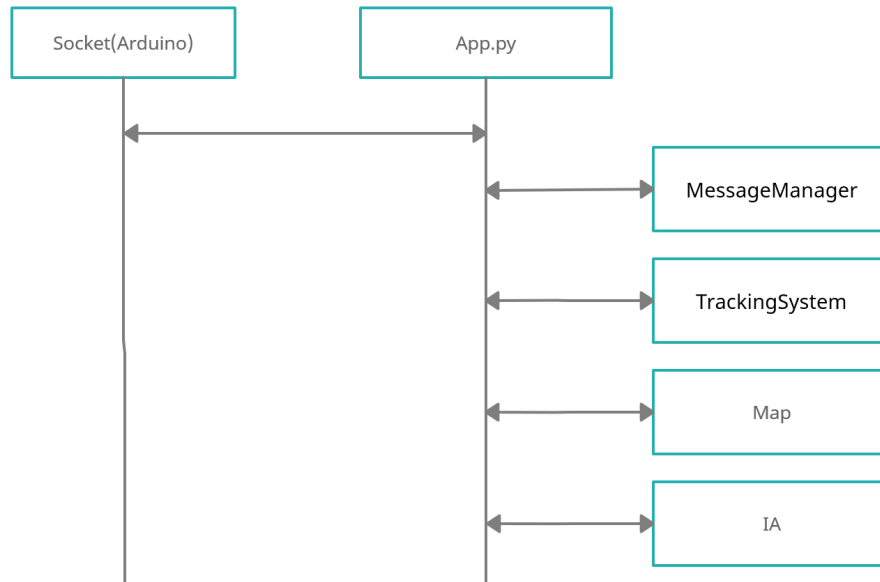 Socket(Arduino)
App.py
MessageManager
TrackingSystem
Map
IA